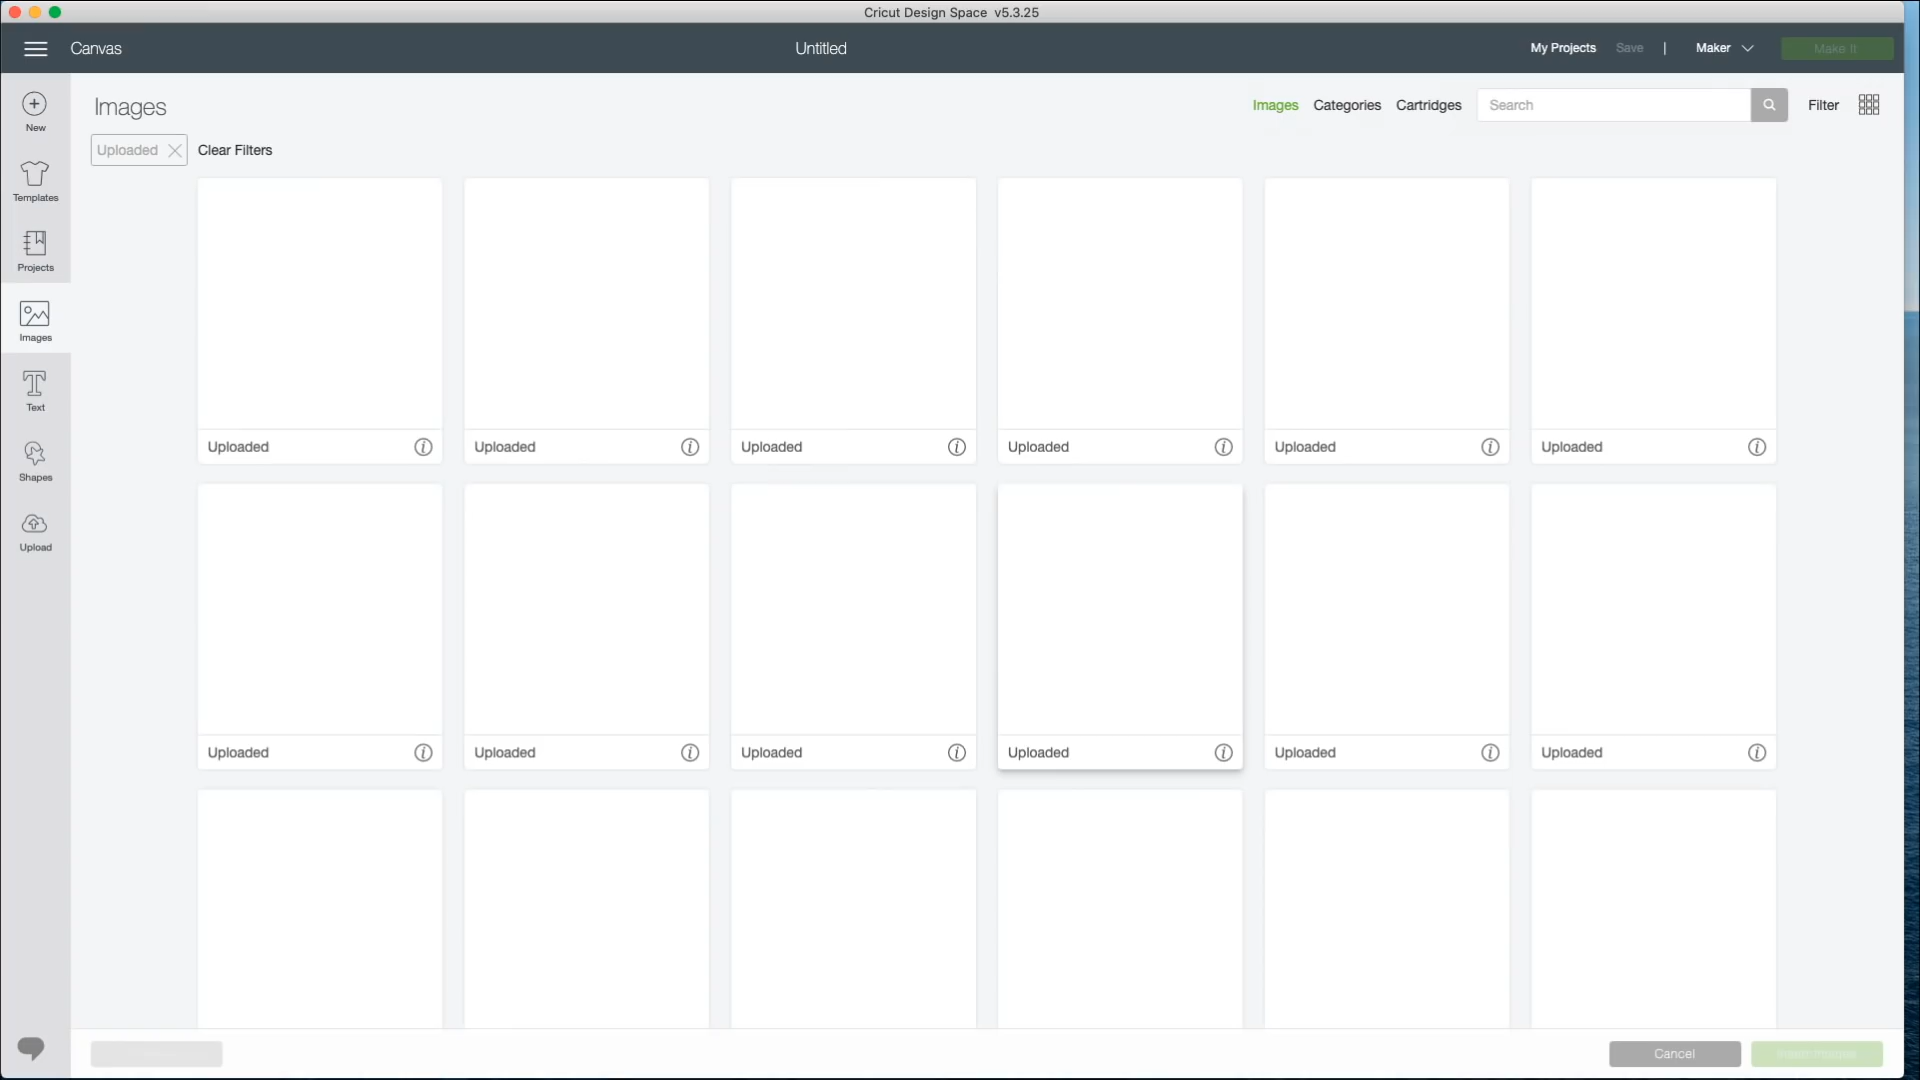 Cricut Design Space v5.3.25
Canvas
Untitled
My Projects Save | Maker
Make It
New
Templates
Projects
Images
Text
Shapes
Upload
Images
Images Categories Cartridges Search Filter
Uploaded Clear Filters
Uploaded Uploaded Uploaded Uploaded Uploaded Uploaded
Uploaded Uploaded Uploaded Uploaded Uploaded Uploaded
Cancel